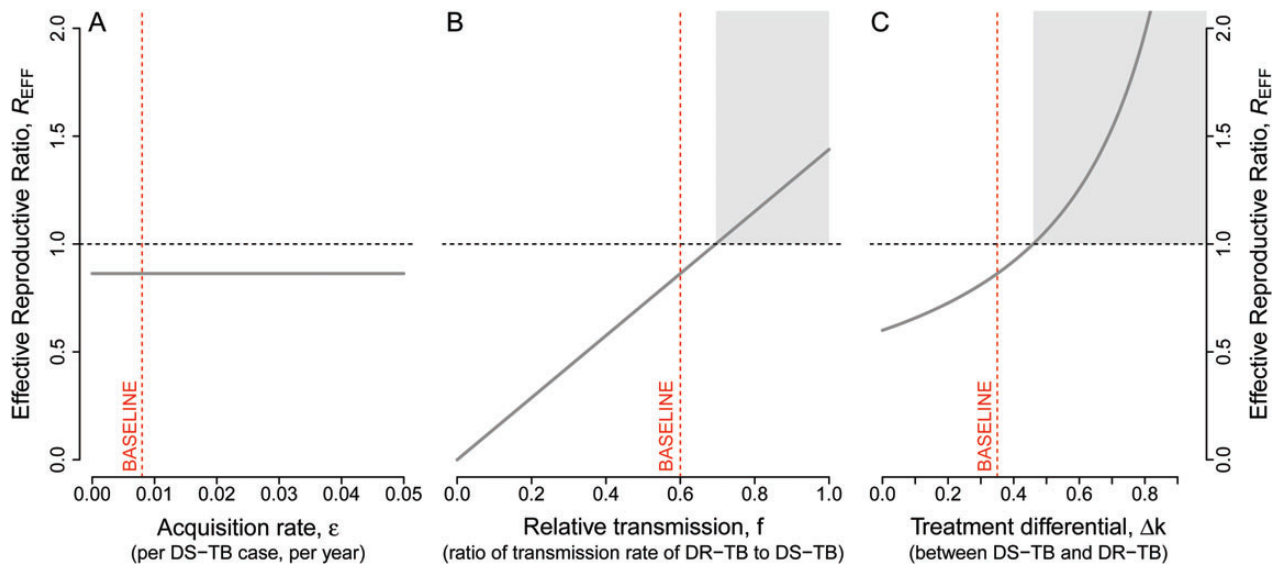 A
B
C
Effective Reproductive Ratio, R_EFF
2.0
1.5
1.0
0.5
0.0
BASELINE
0.00 0.01 0.02 0.03 0.04 0.05
Acquisition rate, ε
(per DS−TB case, per year)
BASELINE
0.0 0.2 0.4 0.6 0.8 1.0
Relative transmission, f
(ratio of transmission rate of DR−TB to DS−TB)
BASELINE
0.0 0.2 0.4 0.6 0.8
Treatment differential, Δk
(between DS−TB and DR−TB)
2.0
1.5
1.0
0.5
0.0
Effective Reproductive Ratio, R_EFF